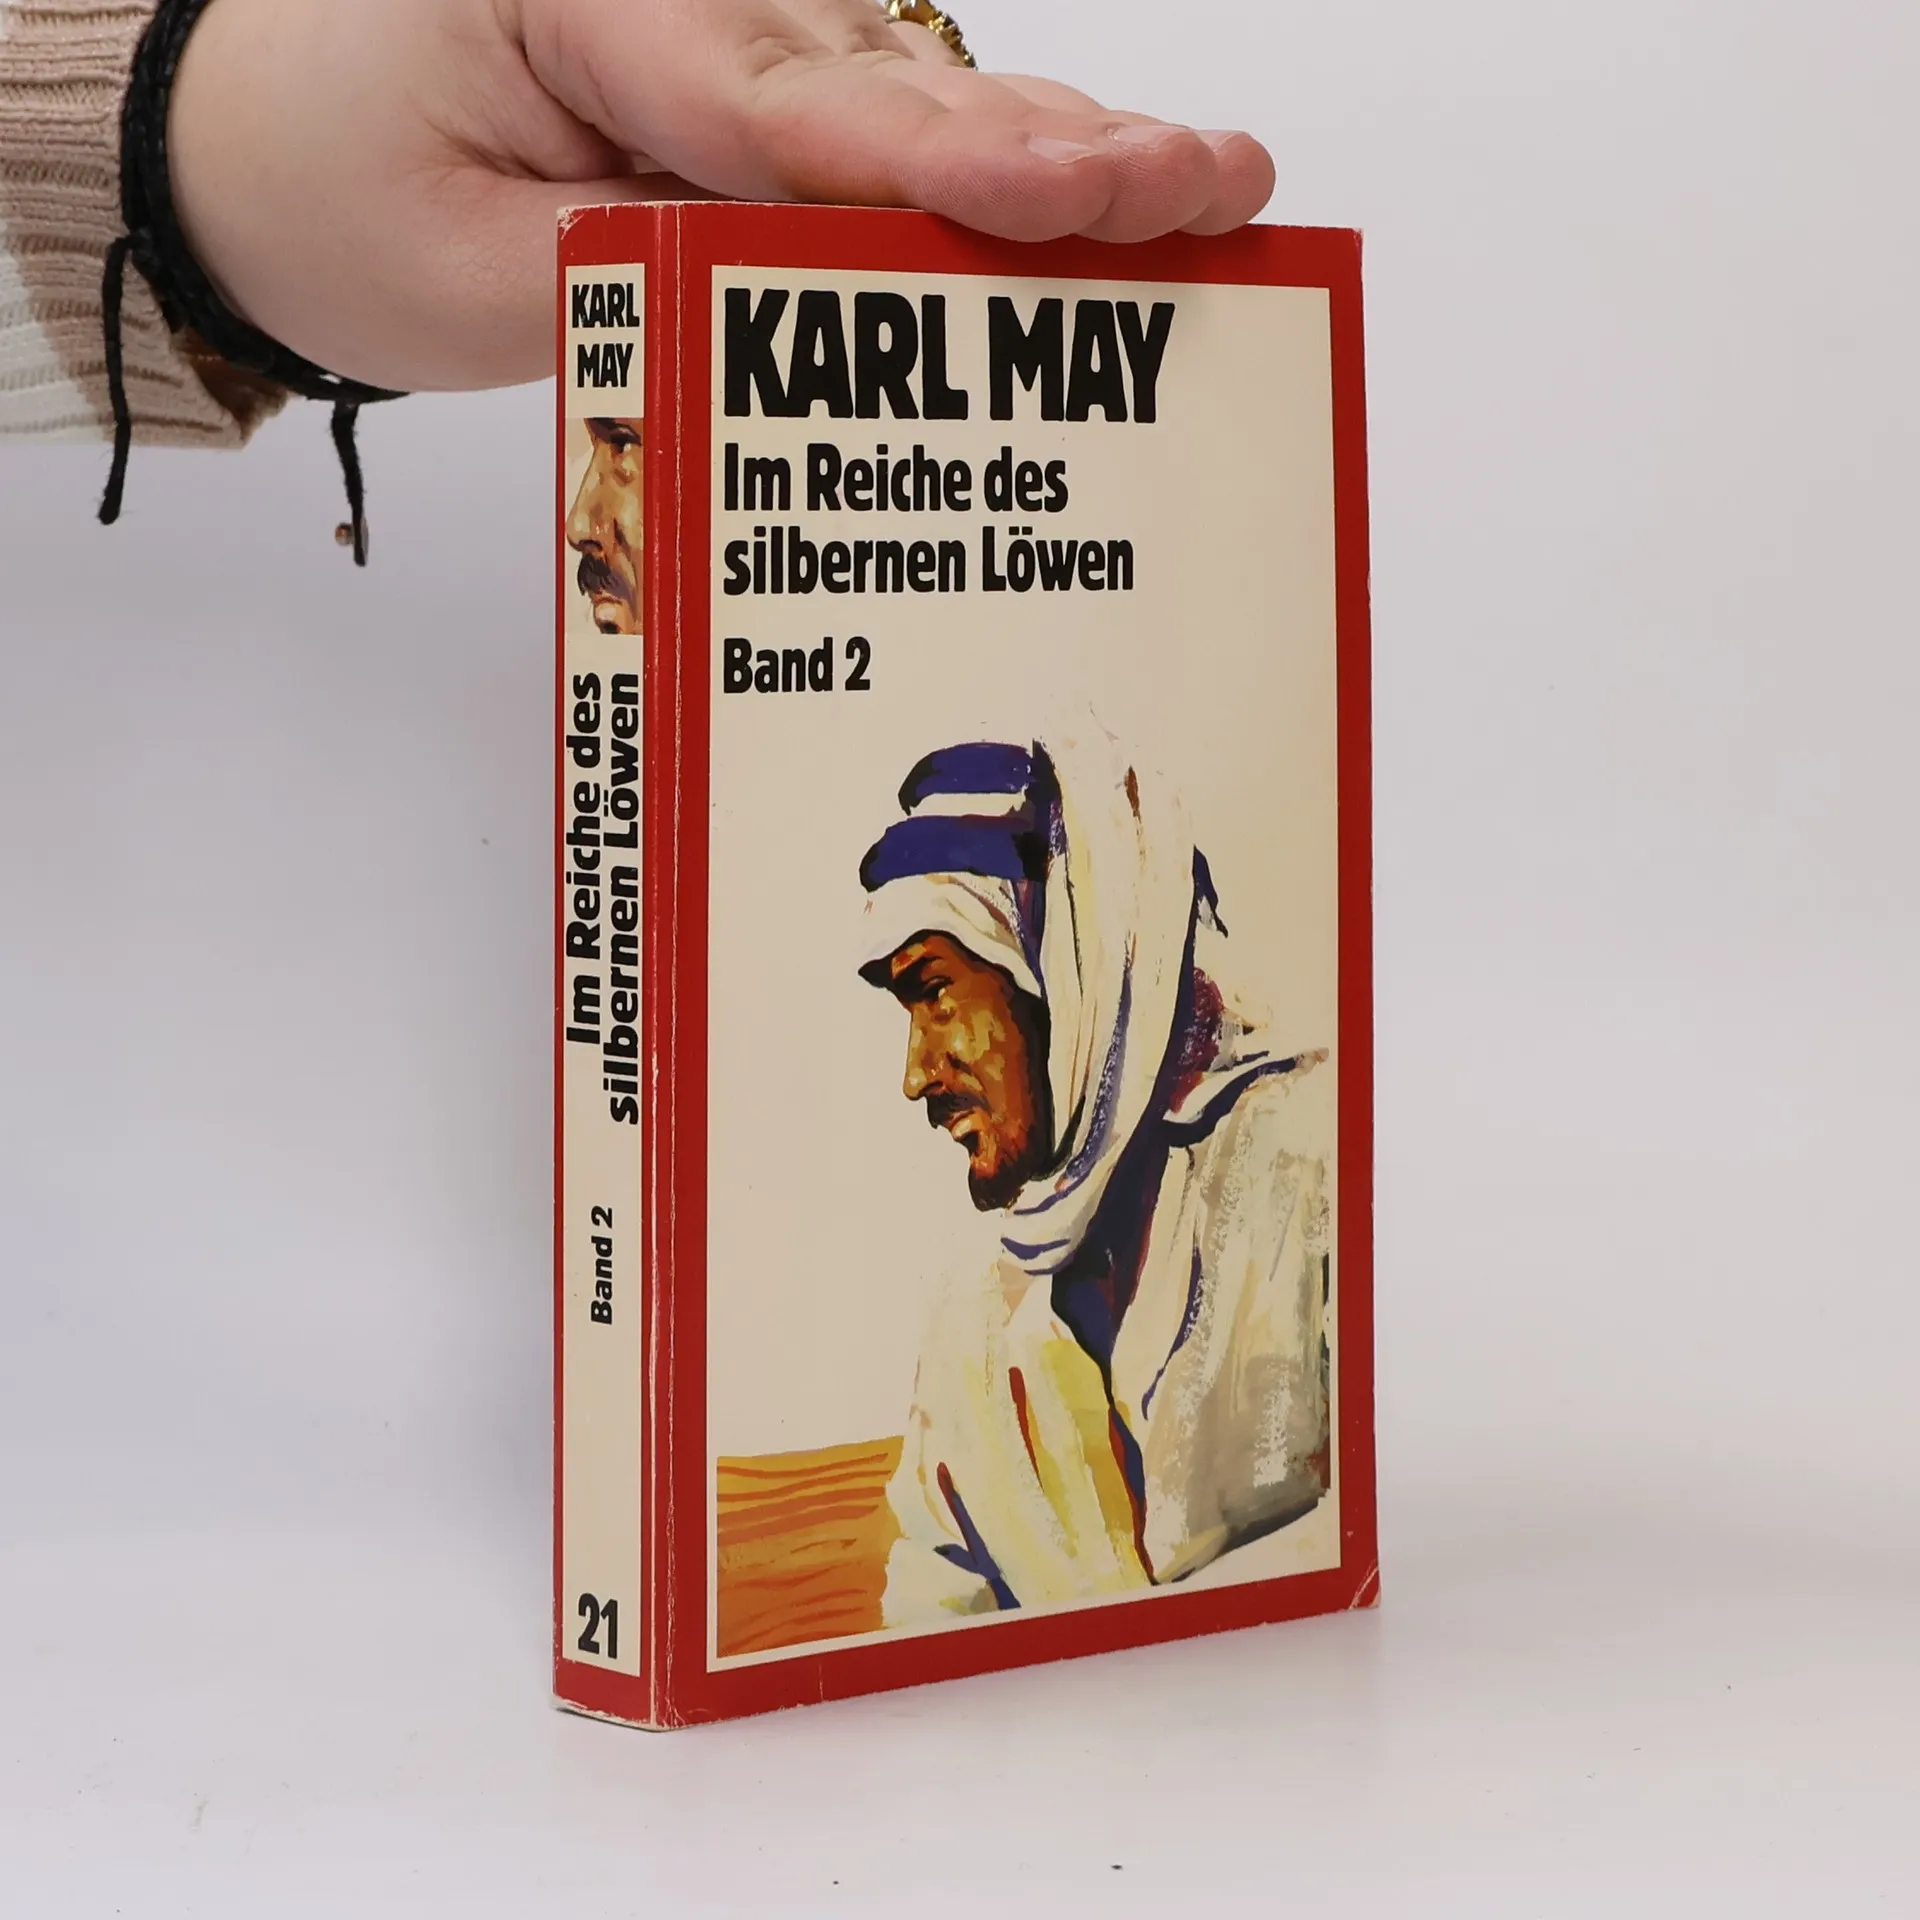 KARL
MAY
Im Reiche des
silbernen Löwen
Band 2
21
KARL MAY
Im Reiche des
silbernen Löwen
Band 2